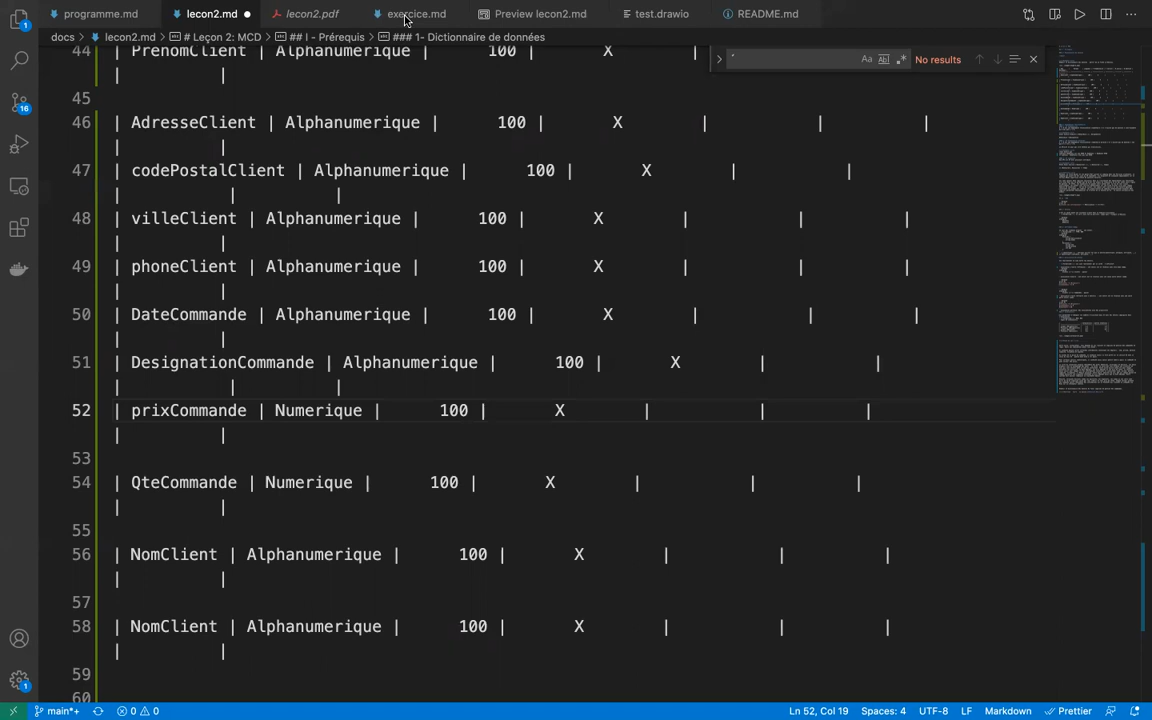 programme.md lecon2.md lecon2.pdf exercice.md Preview lecon2.md test.drawio README.md
docs > lecon2.md > # Leçon 2: MCD > ## I - Prérequis > ### 1- Dictionnaire de données
No results
44 | PrenomClient | Alphanumerique | 100 | X |
| |
45
46 | AdresseClient | Alphanumerique | 100 | X | | |
| |
47 | codePostalClient | Alphanumerique | 100 | X | |
| |
48 | villeClient | Alphanumerique | 100 | X | | |
| |
49 | phoneClient | Alphanumerique | 100 | X | | |
| |
50 | DateCommande | Alphanumerique | 100 | X | | |
| |
51 | DesignationCommande | Alphanumerique | 100 | X | |
| |
52 | prixCommande | Numerique | 100 | X | | |
| |
53
54 | QteCommande | Numerique | 100 | X | | |
| |
55
56 | NomClient | Alphanumerique | 100 | X | | |
| |
57
58 | NomClient | Alphanumerique | 100 | X | | |
| |
59
60
main*+ 0 0 Ln 52, Col 19 Spaces: 4 UTF-8 LF Markdown Prettier